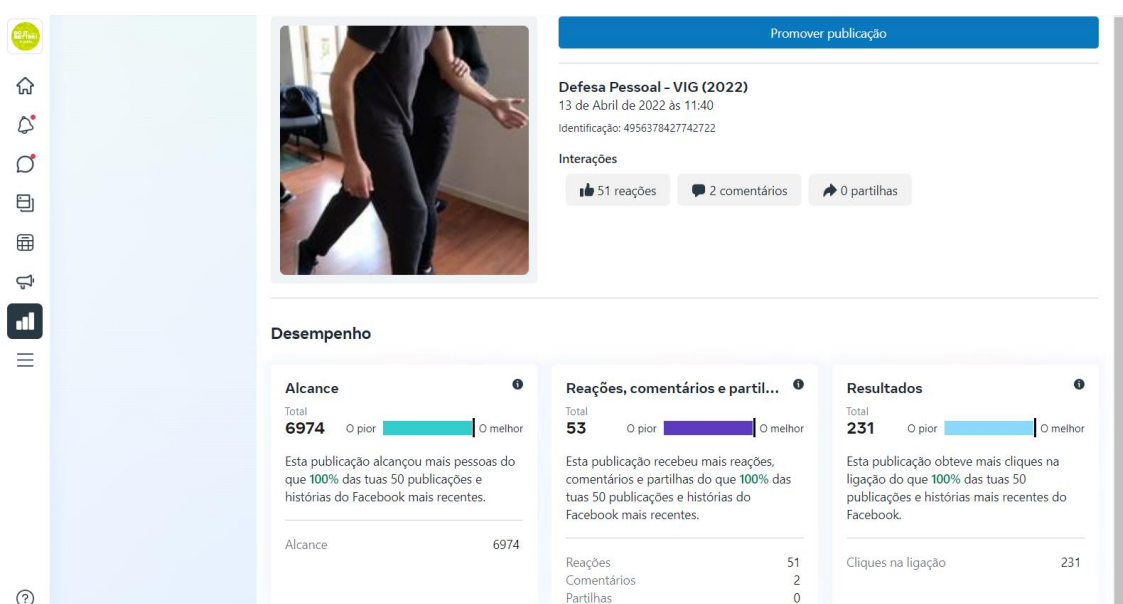 Promover publicação
Defesa Pessoal - VIG (2022)
13 de Abril de 2022 às 11:40
Identificação: 4956378427742722
Interações
51 reações
2 comentários
0 partilhas
Desempenho
Alcance
Total
6974 O pior O melhor
Esta publicação alcançou mais pessoas do
que 100% das tuas 50 publicações e
histórias do Facebook mais recentes.
Alcance 6974
Reações, comentários e partil...
Total
53 O pior O melhor
Esta publicação recebeu mais reações,
comentários e partilhas do que 100% das
tuas 50 publicações e histórias do
Facebook mais recentes.
Reações 51
Comentários 2
Partilhas 0
Resultados
Total
231 O pior O melhor
Esta publicação obteve mais cliques na
ligação do que 100% das tuas 50
publicações e histórias mais recentes do
Facebook.
Cliques na ligação 231